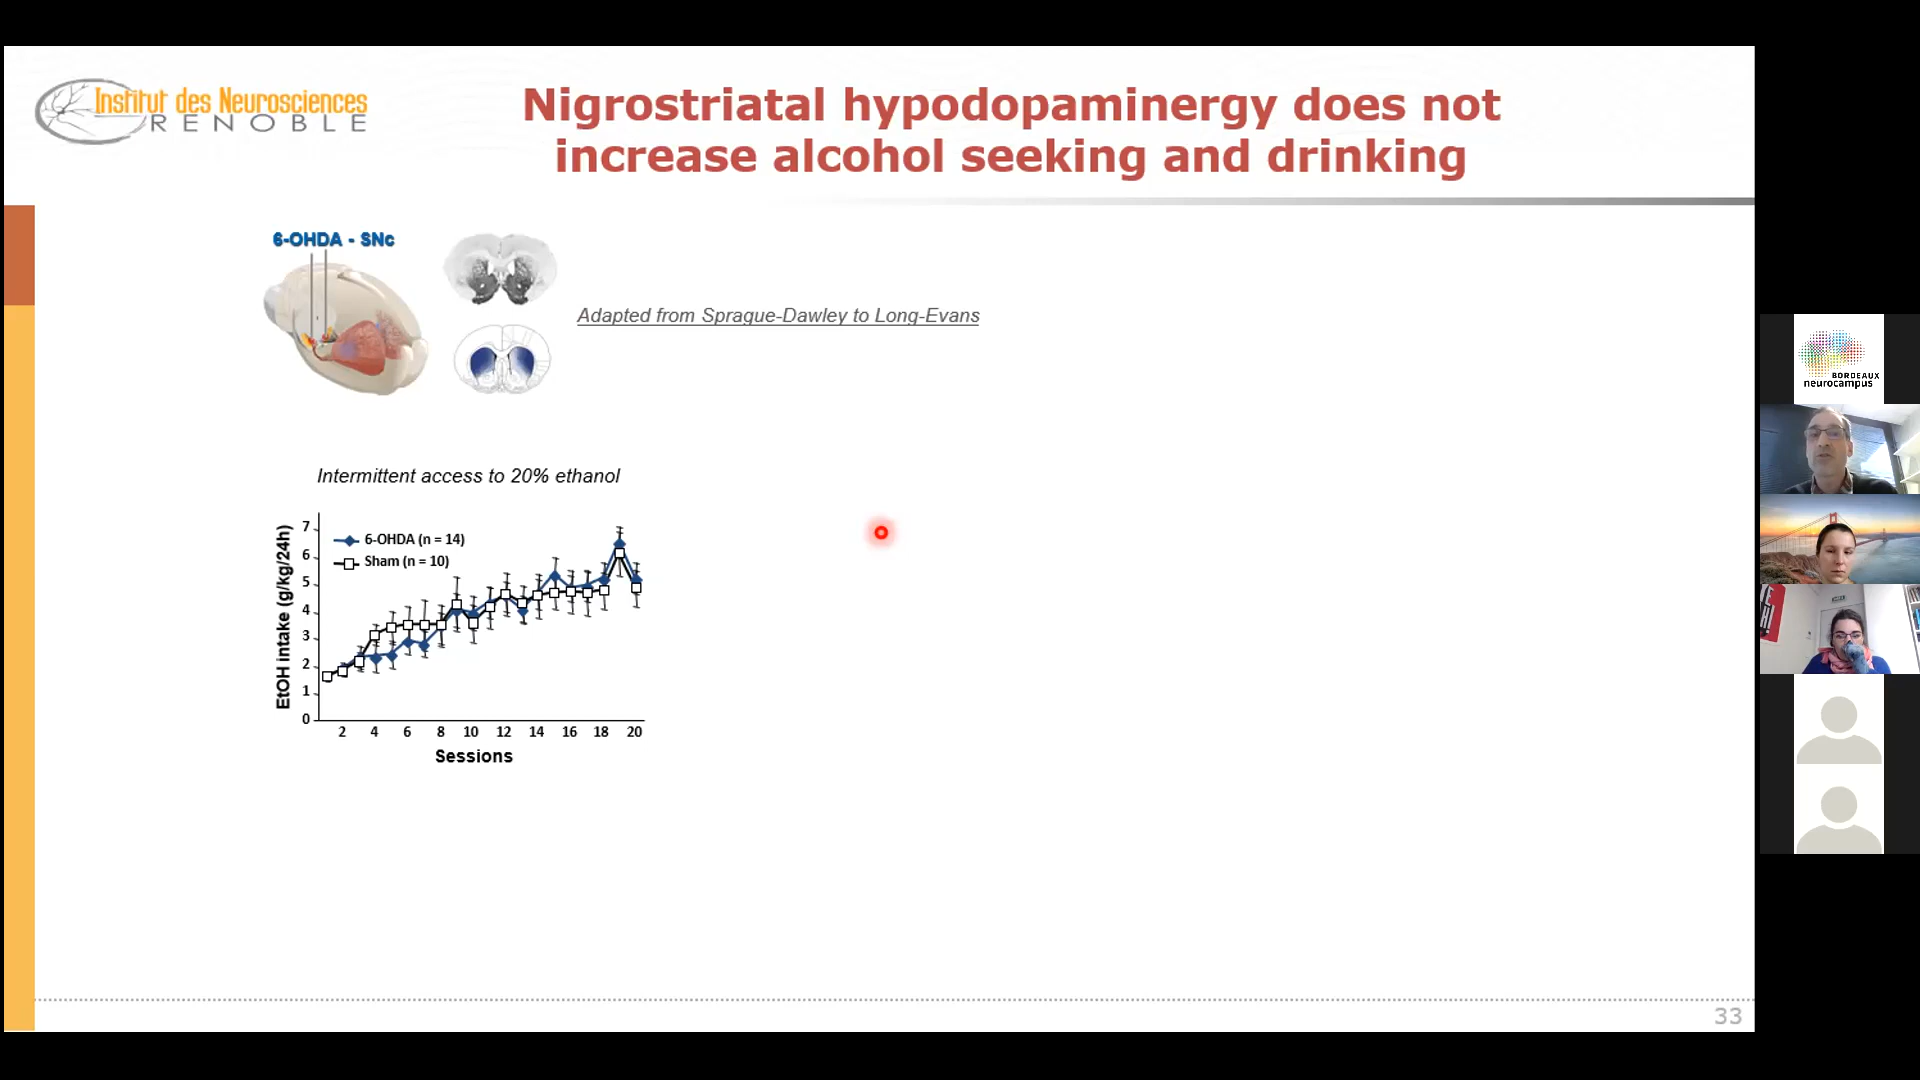 Institut des Neurosciences
RENOBLE
Nigrostriatal hypodopaminergy does not
increase alcohol seeking and drinking
6-OHDA - SNc
Adapted from Sprague-Dawley to Long-Evans
Intermittent access to 20% ethanol
EtOH intake (g/kg/24h)
7
6
5
4
3
2
1
0
6-OHDA (n = 14)
Sham (n = 10)
2 4 6 8 10 12 14 16 18 20
Sessions
33
BORDEAUX
neurocampus